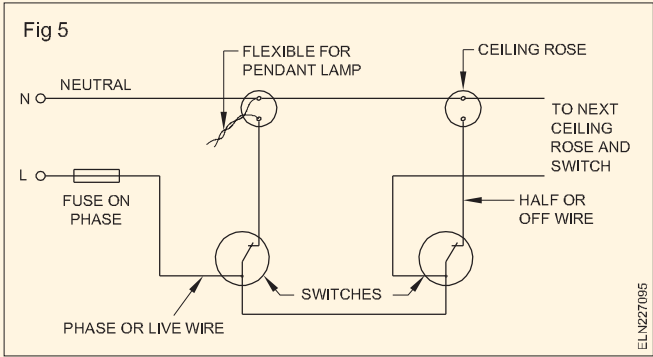 Fig 5
FLEXIBLE FOR
PENDANT LAMP
CEILING ROSE
N
NEUTRAL
TO NEXT
CEILING
ROSE AND
SWITCH
L
FUSE ON
PHASE
HALF OR
OFF WIRE
SWITCHES
PHASE OR LIVE WIRE
ELN227095